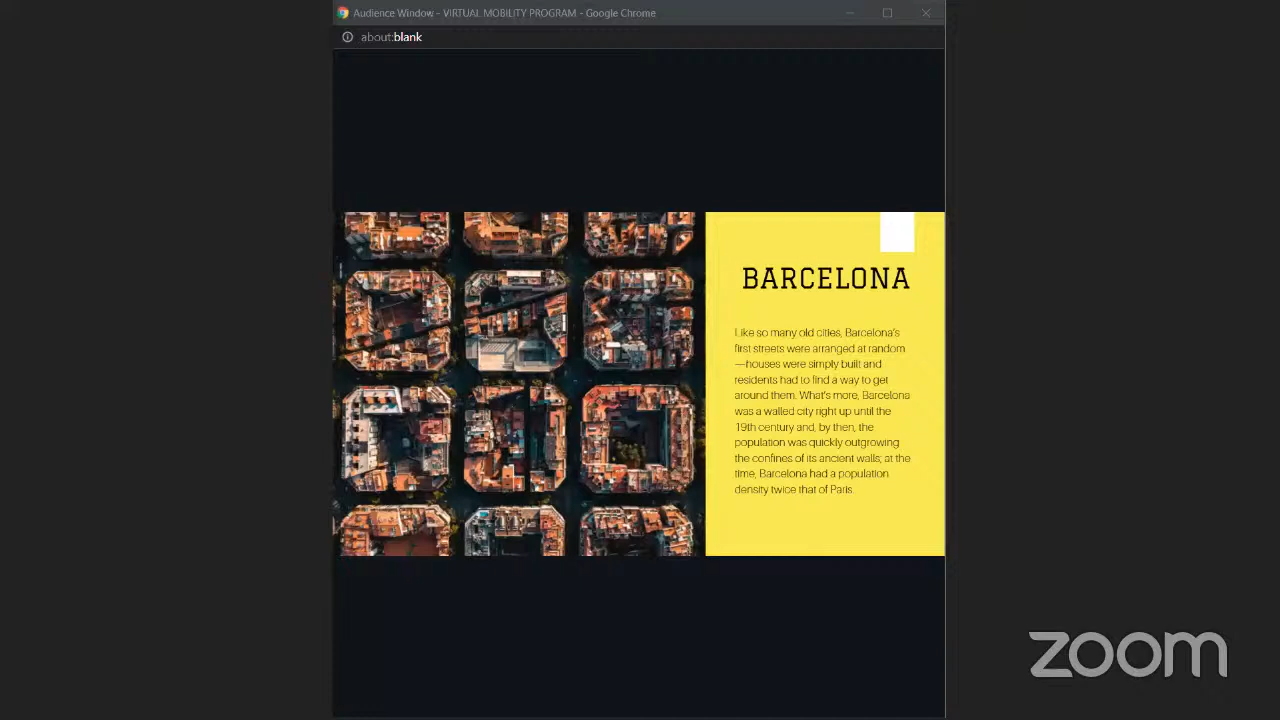 Audience Window - VIRTUAL MOBILITY PROGRAM - Google Chrome
about:blank
BARCELONA
Like so many old cities, Barcelona's
first streets were arranged at random
—houses were simply built and
residents had to find a way to get
around them. What's more, Barcelona
was a walled city right up until the
19th century and, by then, the
population was quickly outgrowing
the confines of its ancient walls; at the
time, Barcelona had a population
density twice that of Paris.
zoom